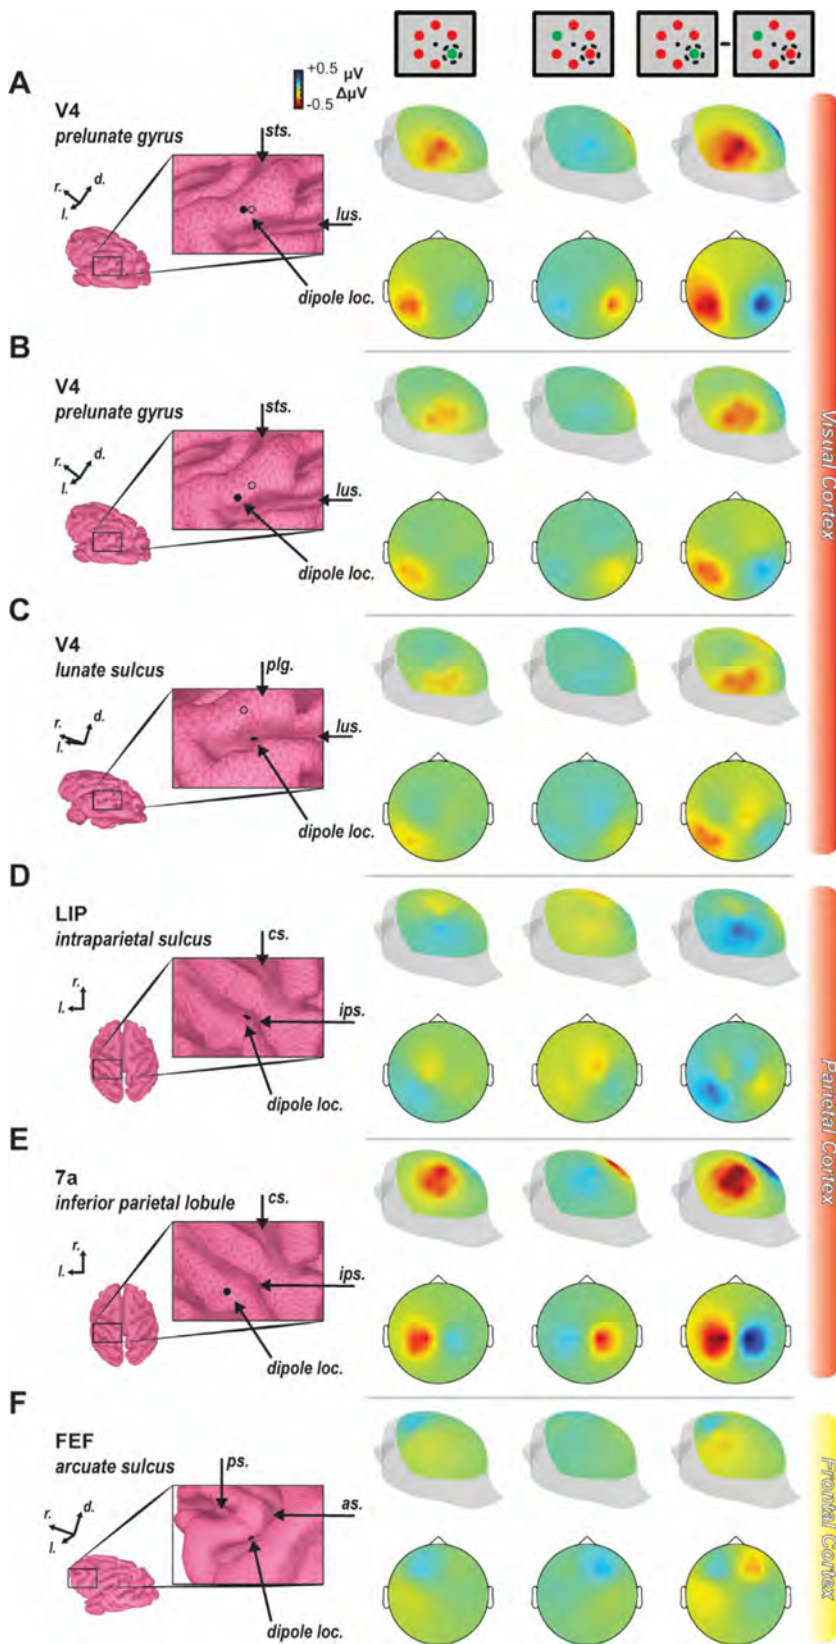 +0.5 μV
-0.5 ΔμV
A
V4
prelunate gyrus
sts.
r.
d.
l.
lus.
dipole loc.
B
V4
prelunate gyrus
sts.
r.
d.
l.
lus.
dipole loc.
Visual Cortex
C
V4
lunate sulcus
plg.
r.
d.
l.
lus.
dipole loc.
D
LIP
intraparietal sulcus
cs.
r.
l.
ips.
dipole loc.
Parietal Cortex
E
7a
inferior parietal lobule
cs.
r.
l.
ips.
dipole loc.
F
FEF
arcuate sulcus
ps.
as.
r.
d.
l.
dipole loc.
Frontal Cortex